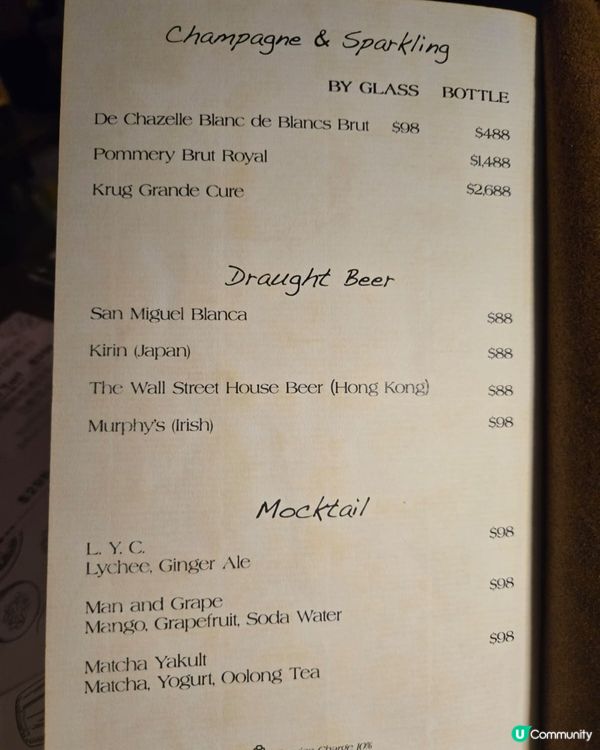 Champagne & Sparkling
BY GLASS BOTTLE
De Chazelle Blanc de Blancs Brut $98 $488
Pommery Brut Royal $1,488
Krug Grande Cure $2,688
Draught Beer
San Miguel Blanca $88
Kirin (Japan) $88
The Wall Street House Beer (Hong Kong) $88
Murphy's (Irish) $98
Mocktail
L. Y. C. $98
Lychee, Ginger Ale
Man and Grape $98
Mango, Grapefruit, Soda Water
Matcha Yakult $98
Matcha, Yogurt, Oolong Tea
Charge 10%
U Community